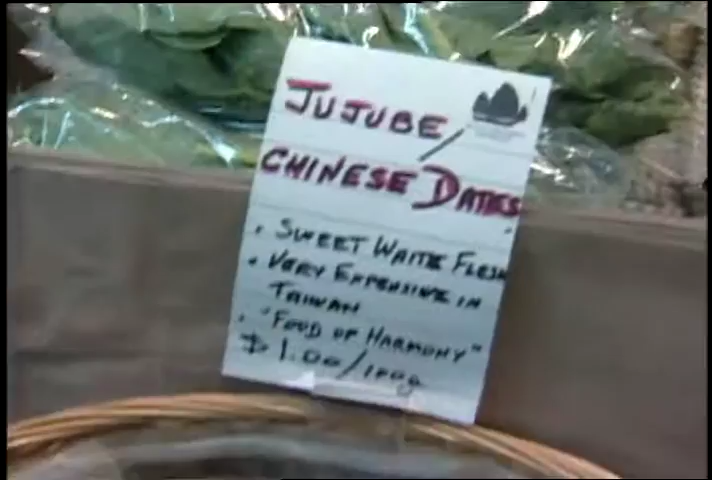 JUJUBE/
CHINESE DATES
• SWEET WHITE FLESH
• VERY EXPENSIVE IN
TAIWAN
• "FOOD OF HARMONY"
$1.00/100g